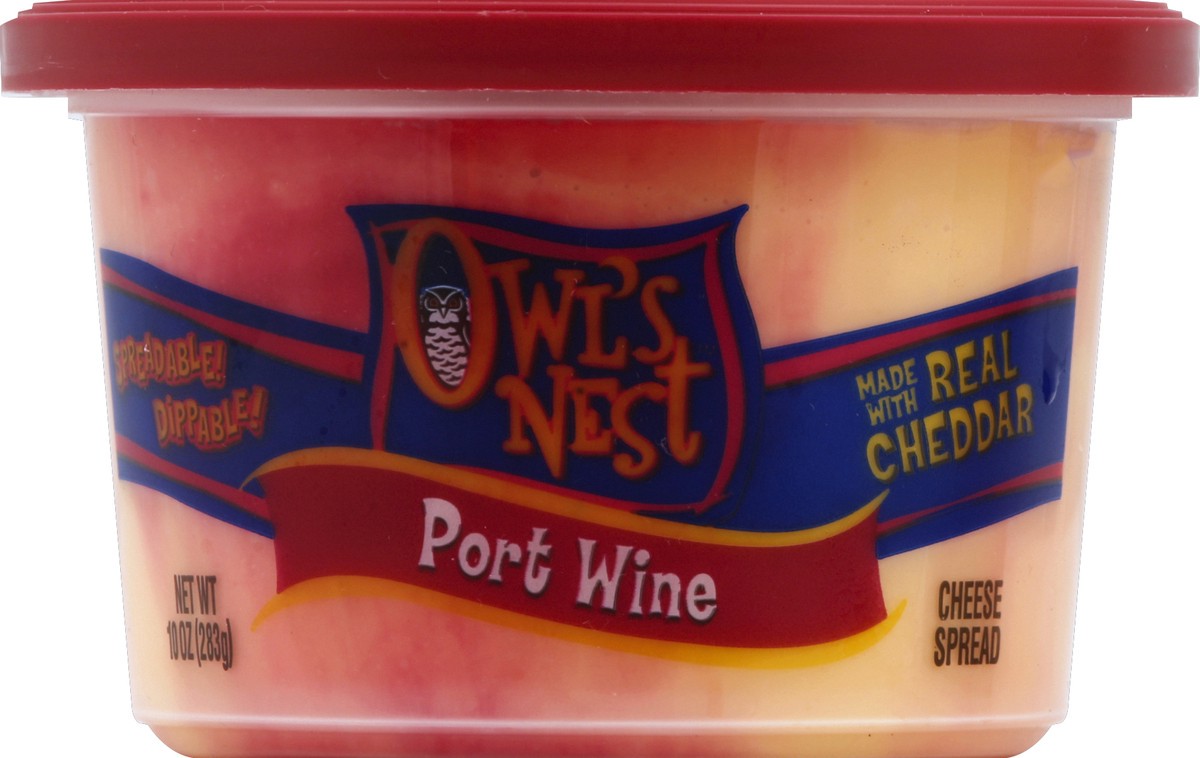 OWL'S
NEST
SPREADABLE!
DIPPABLE!
MADE
WITH
REAL
CHEDDAR
Port Wine
NET WT
10 OZ (283g)
CHEESE
SPREAD